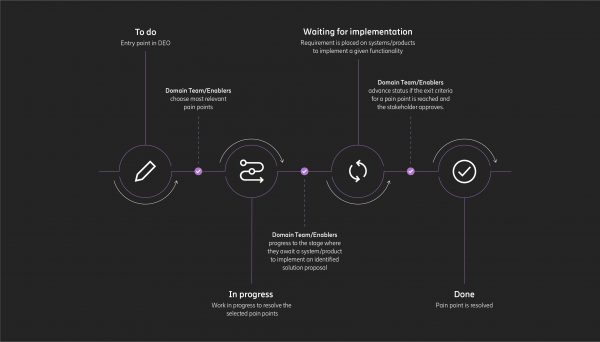 To do
Entry point in DEO
Domain Team/Enablers
choose most relevant
pain points
In progress
Work in progress to resolve the
selected pain points
Domain Team/Enablers
progress to the stage where
they await a system/product
to implement an identified
solution proposal
Waiting for implementation
Requirement is placed on systems/products
to implement a given functionality
Domain Team/Enablers
advance status if the exit criteria
for a pain point is reached and
the stakeholder approves.
Done
Pain point is resolved